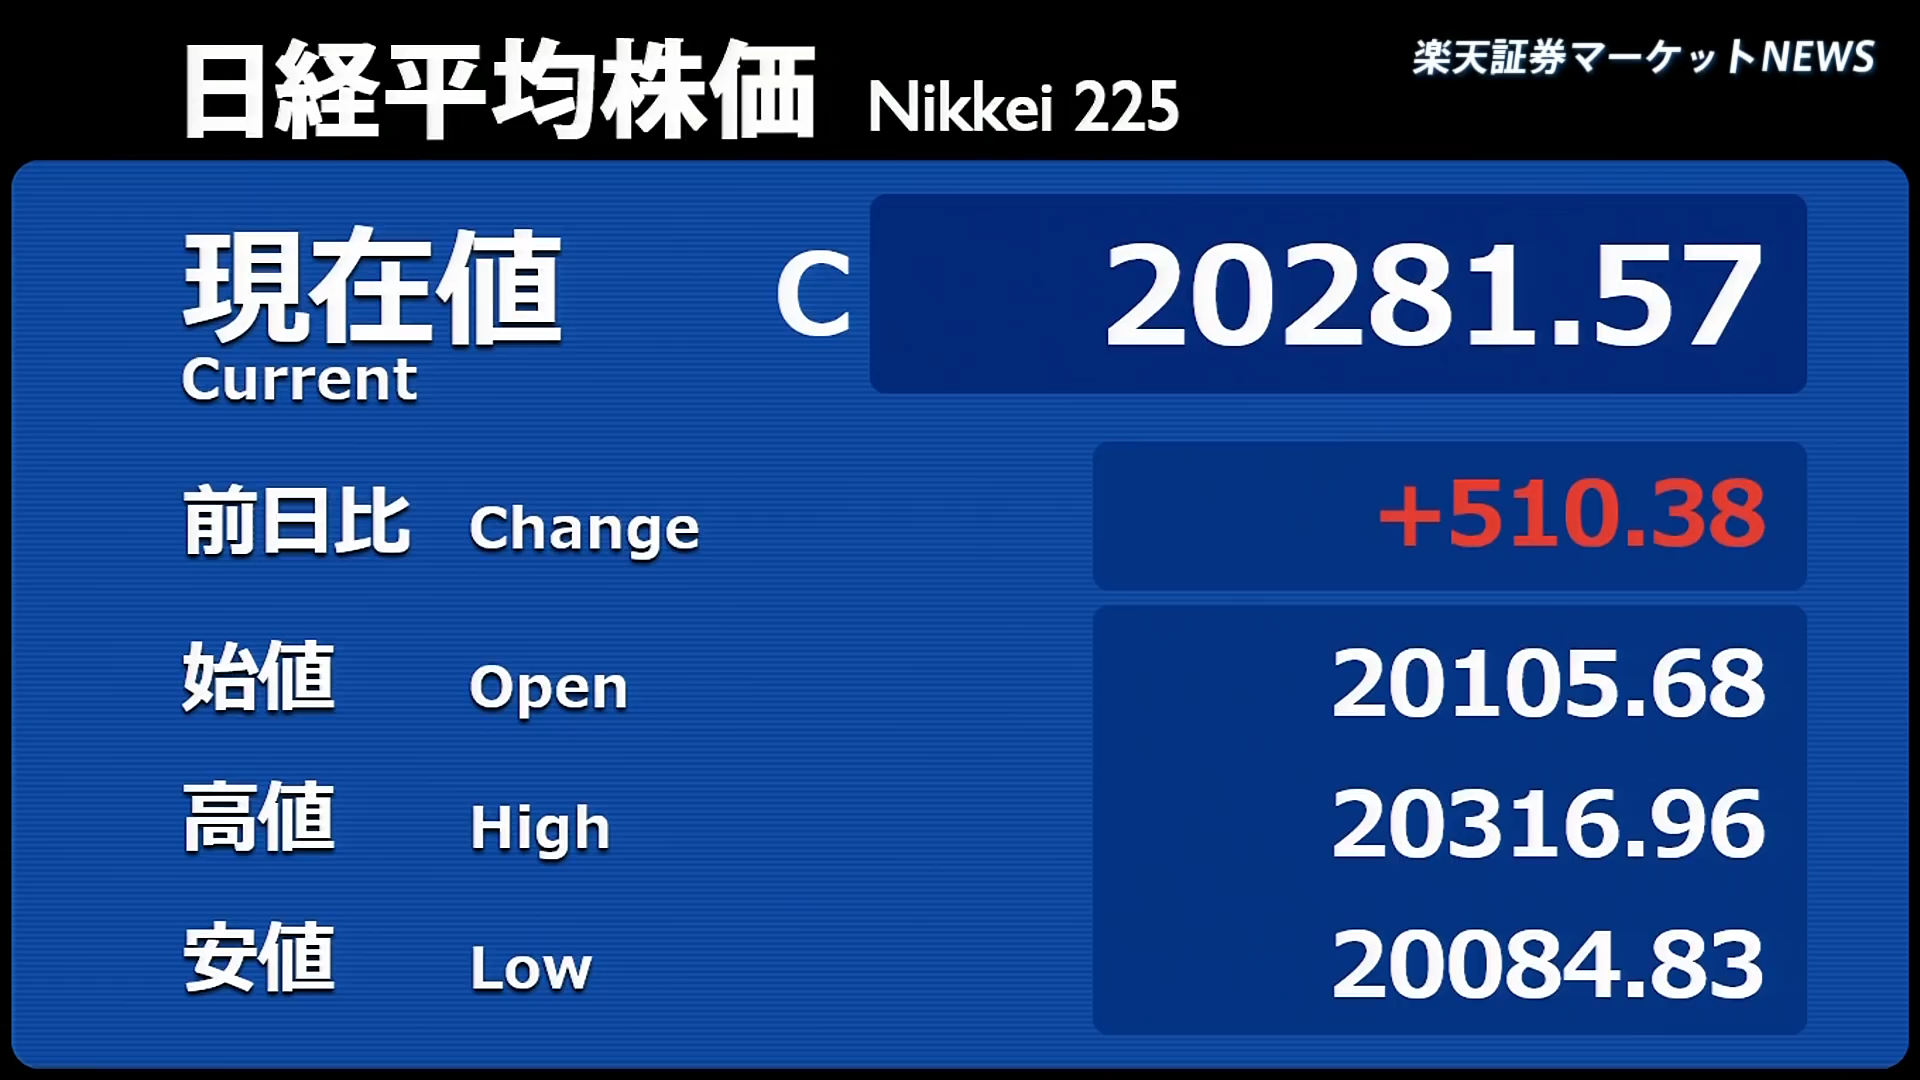 日経平均株価 Nikkei 225
楽天証券マーケットNEWS
現在値 C 20281.57
Current
前日比 Change +510.38
始値 Open 20105.68
高値 High 20316.96
安値 Low 20084.83